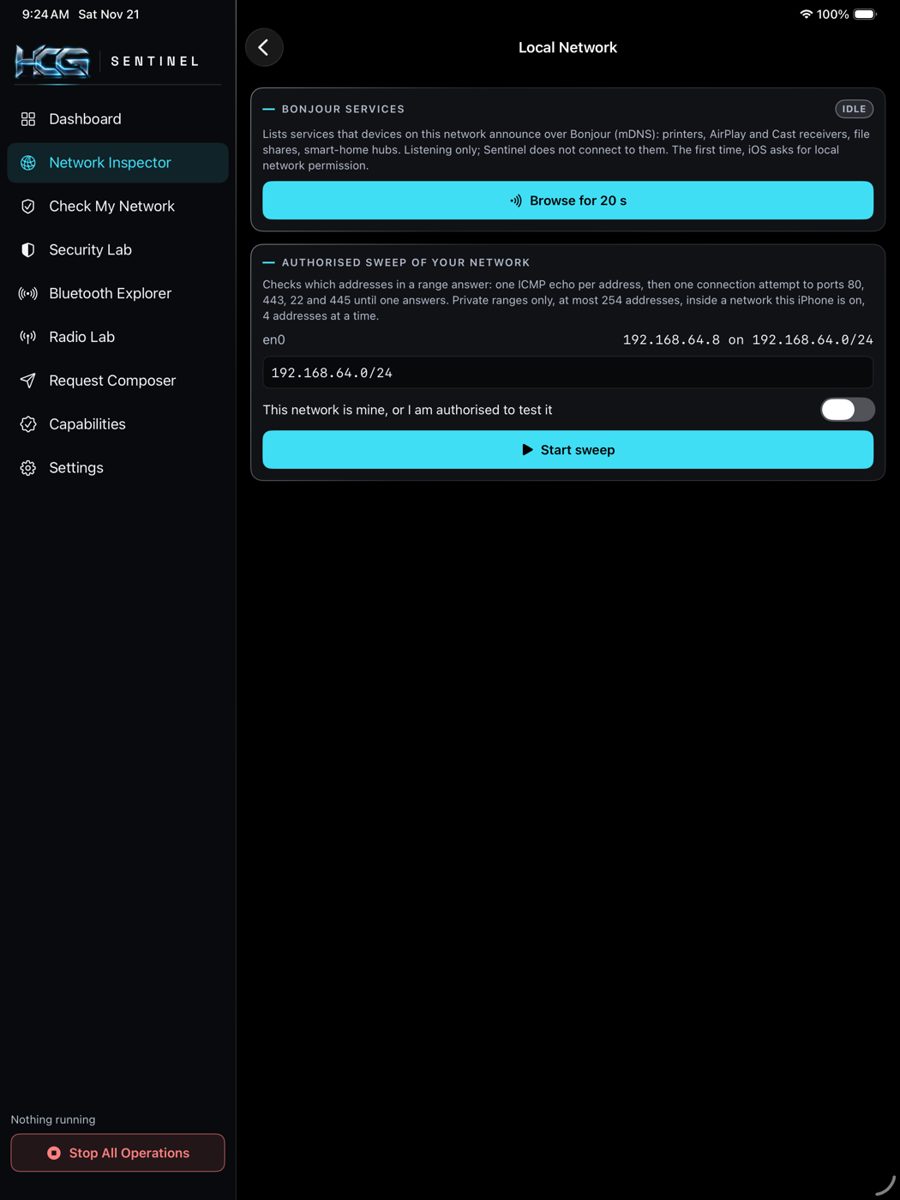 9:24 AM Sat Nov 21
100%
HCG SENTINEL
Dashboard
Network Inspector
Check My Network
Security Lab
Bluetooth Explorer
Radio Lab
Request Composer
Capabilities
Settings
Nothing running
Stop All Operations
Local Network
BONJOUR SERVICES
IDLE
Lists services that devices on this network announce over Bonjour (mDNS): printers, AirPlay and Cast receivers, file
shares, smart-home hubs. Listening only; Sentinel does not connect to them. The first time, iOS asks for local
network permission.
Browse for 20 s
AUTHORISED SWEEP OF YOUR NETWORK
Checks which addresses in a range answer: one ICMP echo per address, then one connection attempt to ports 80,
443, 22 and 445 until one answers. Private ranges only, at most 254 addresses, inside a network this iPhone is on,
4 addresses at a time.
en0
192.168.64.8 on 192.168.64.0/24
192.168.64.0/24
This network is mine, or I am authorised to test it
Start sweep